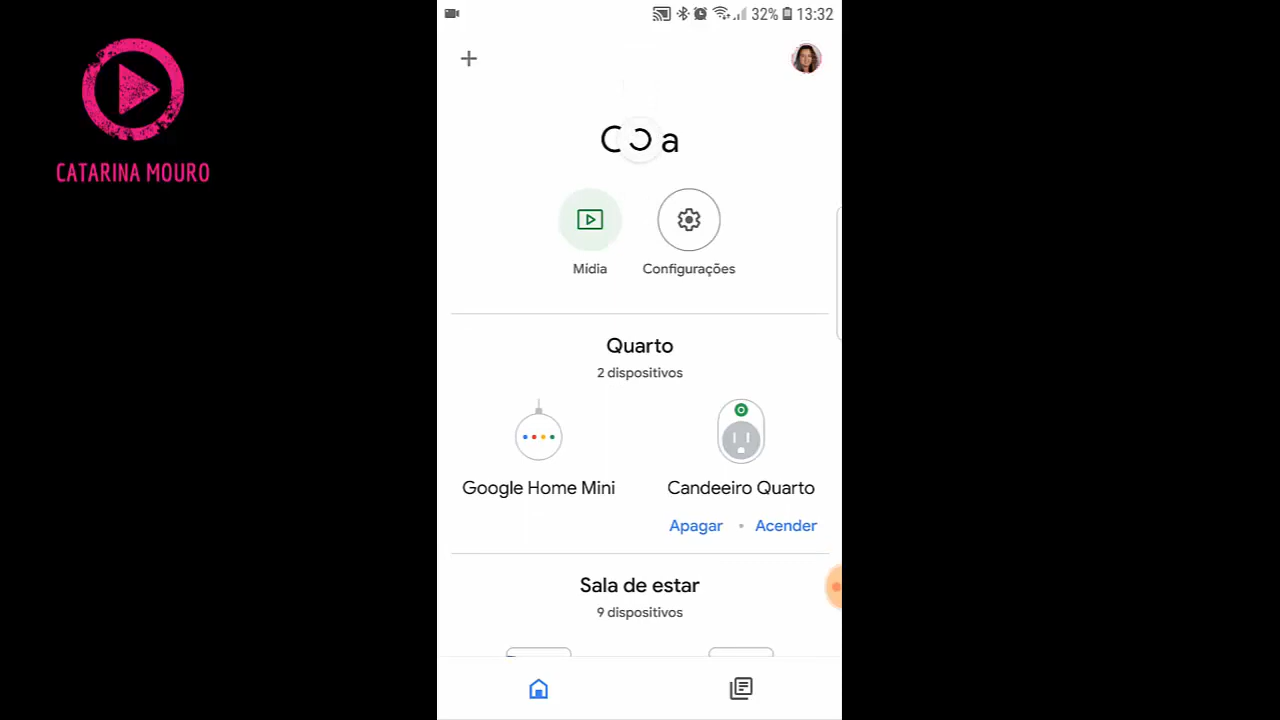 CATARINA MOURO
32% 13:32
Mídia
Configurações
Quarto
2 dispositivos
Google Home Mini
Candeeiro Quarto
Apagar • Acender
Sala de estar
9 dispositivos